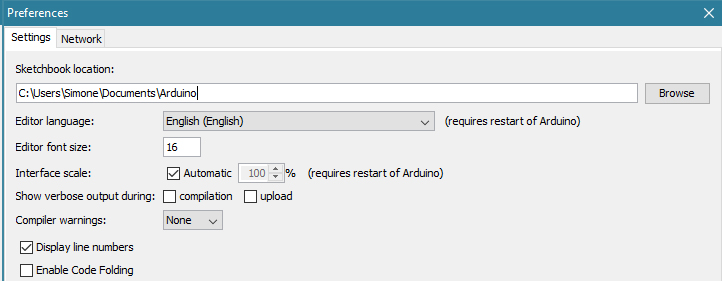 Preferences
Settings Network
Sketchbook location:
C:\Users\Simone\Documents\Arduino Browse
Editor language: English (English) (requires restart of Arduino)
Editor font size: 16
Interface scale: Automatic 100 % (requires restart of Arduino)
Show verbose output during: compilation upload
Compiler warnings: None
Display line numbers
Enable Code Folding